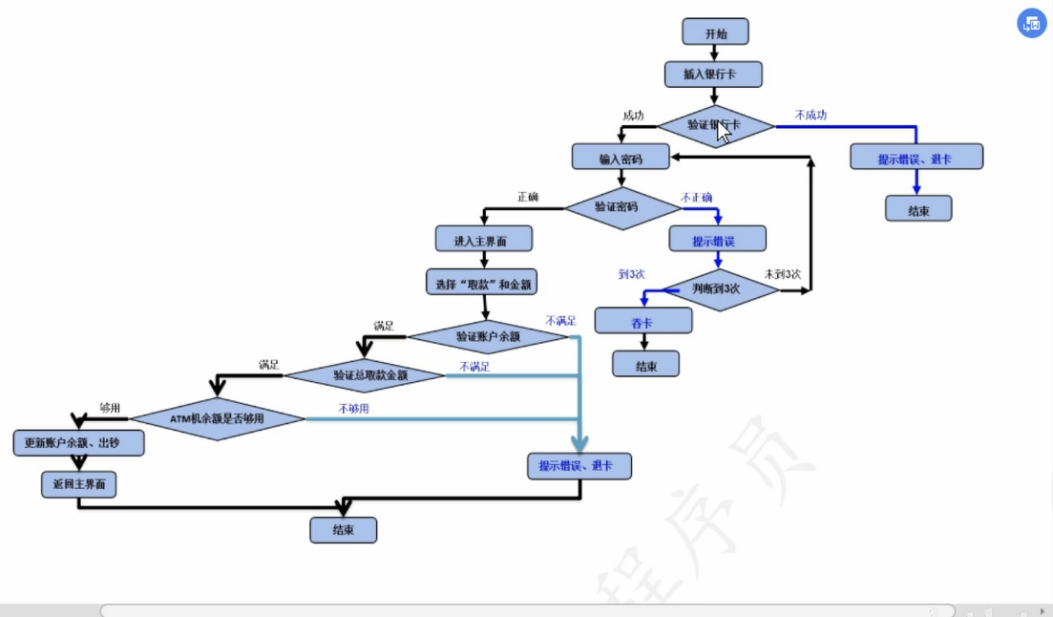 开始
插入银行卡
成功
验证银行卡
不成功
输入密码
提示错误、退卡
正确
验证密码
不正确
结束
进入主界面
提示错误
选择“取款”和金额
到3次
判断到3次
未到3次
满足
验证账户余额
不满足
吞卡
满足
验证总取款金额
不满足
结束
够用
ATM机余额是否够用
不够用
更新账户余额、出钞
提示错误、退卡
返回主界面
结束
程序员